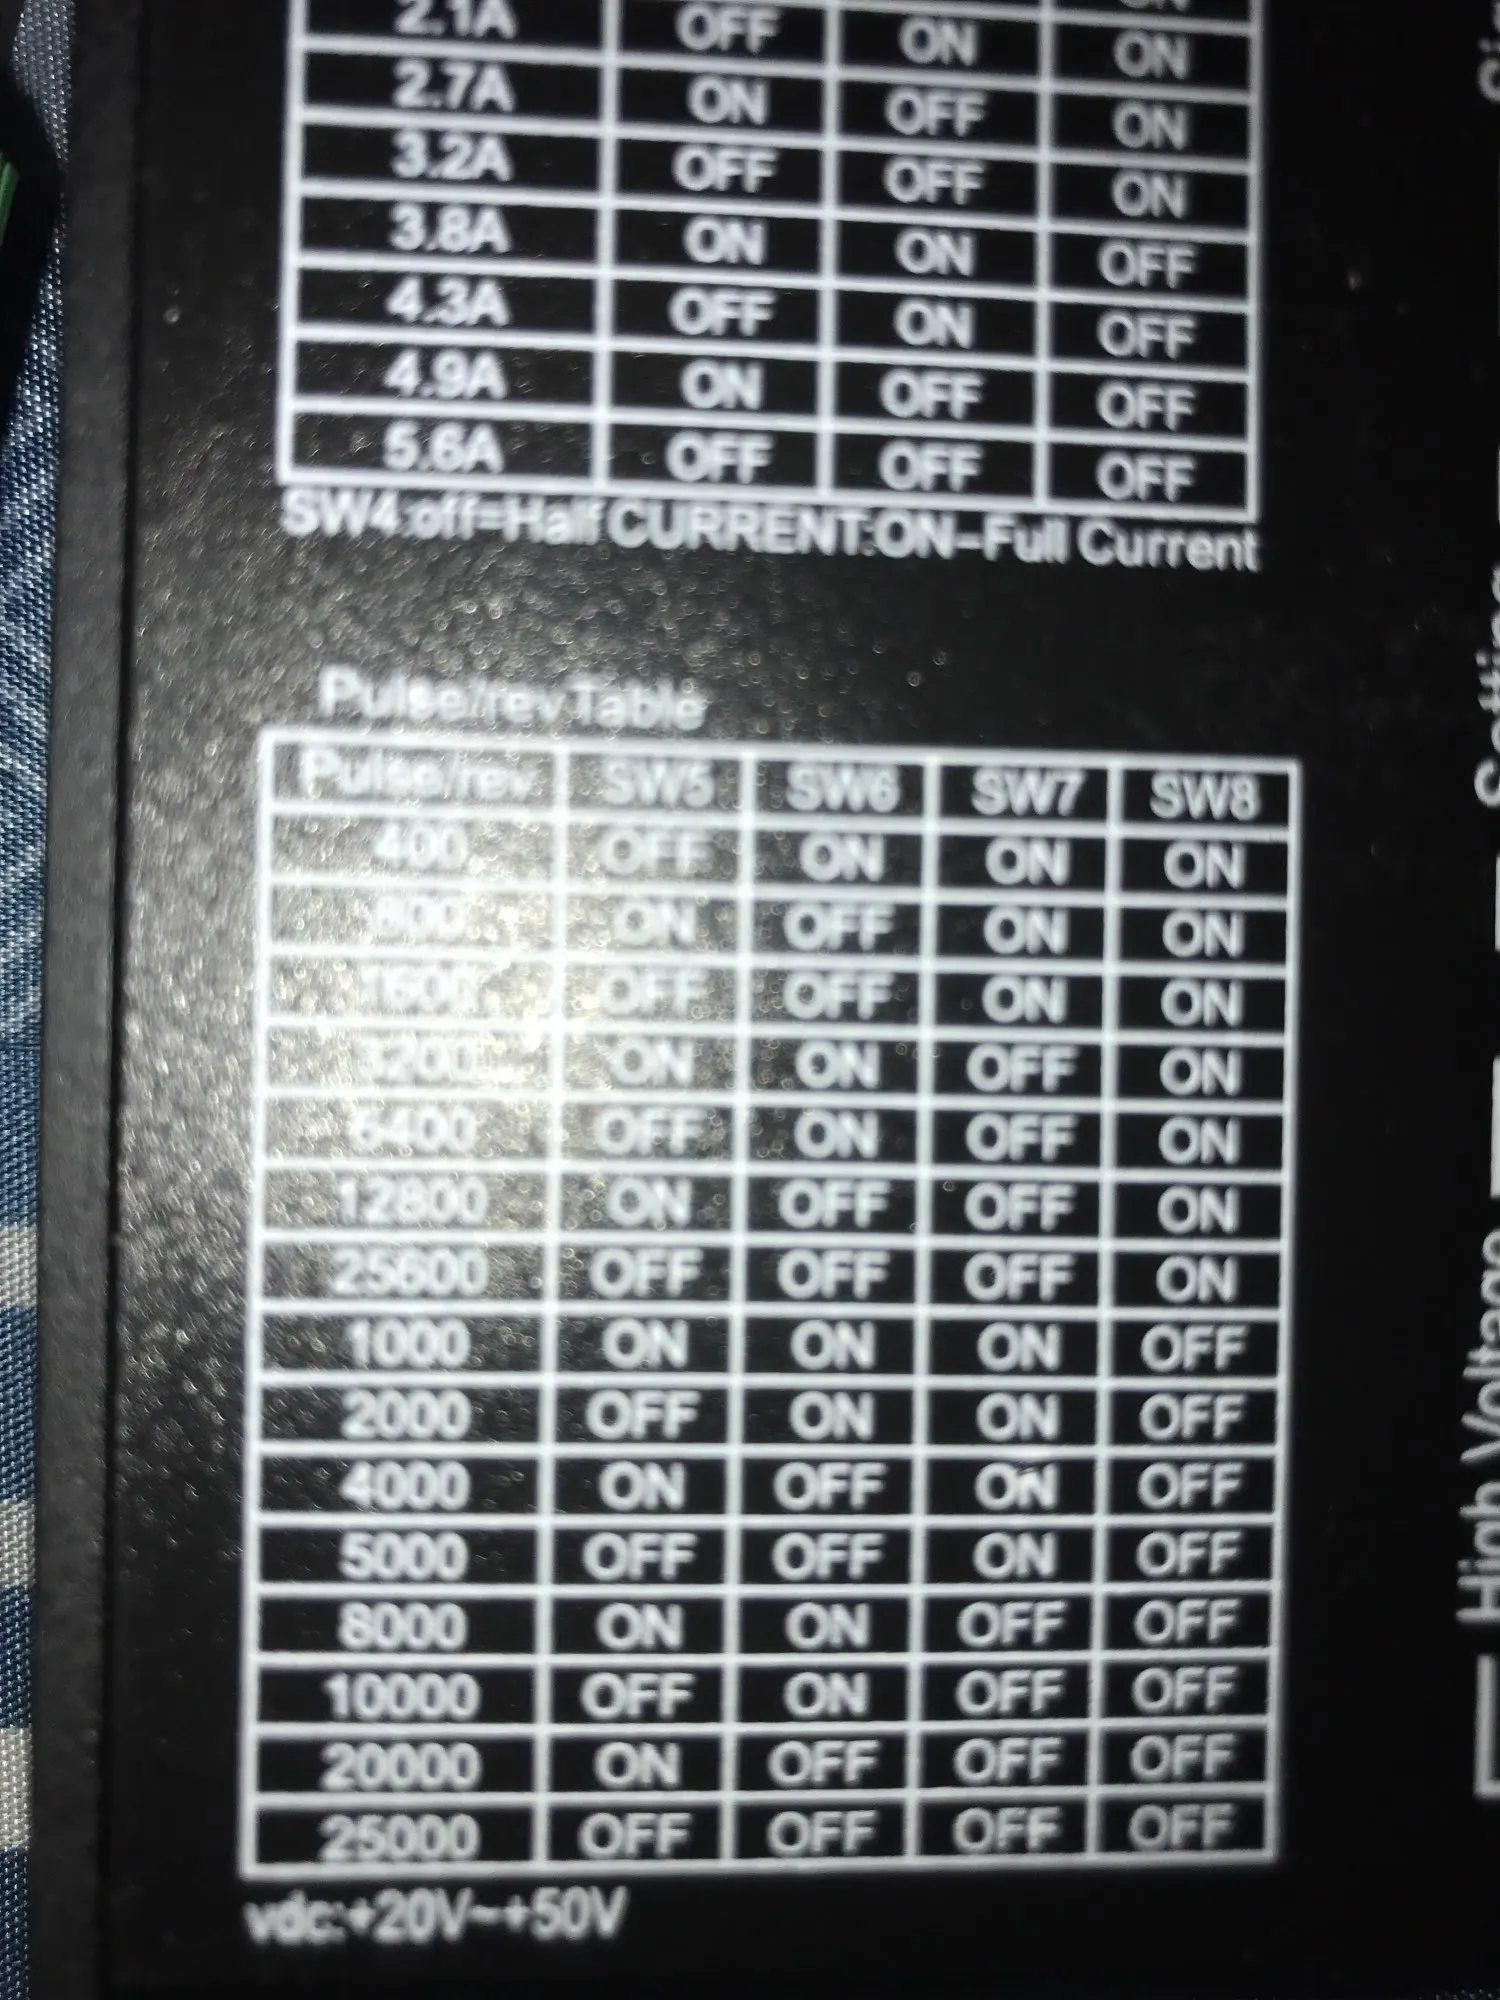 2.1A OFF ON ON
2.7A ON OFF ON
3.2A OFF OFF ON
3.8A ON ON OFF
4.3A OFF ON OFF
4.9A ON OFF OFF
5.6A OFF OFF OFF
SW4:off=Half CURRENT:ON-Full Current
Pulse/rev Table
Pulse/rev SW5 SW6 SW7 SW8
400 OFF ON ON ON
800 ON OFF ON ON
1600 OFF OFF ON ON
3200 ON ON OFF ON
6400 OFF ON OFF ON
12800 ON OFF OFF ON
25600 OFF OFF OFF ON
1000 ON ON ON OFF
2000 OFF ON ON OFF
4000 ON OFF ON OFF
5000 OFF OFF ON OFF
8000 ON ON OFF OFF
10000 OFF ON OFF OFF
20000 ON OFF OFF OFF
25000 OFF OFF OFF OFF
vdc:+20V~+50V
High Voltage